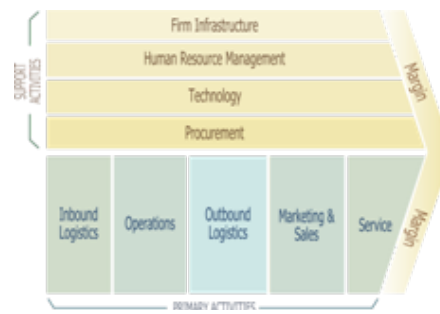 Firm Infrastructure
Human Resource Management
Technology
Procurement
SUPPORT
ACTIVITIES
Margin
Inbound
Logistics
Operations
Outbound
Logistics
Marketing &
Sales
Service
Margin
PRIMARY ACTIVITIES